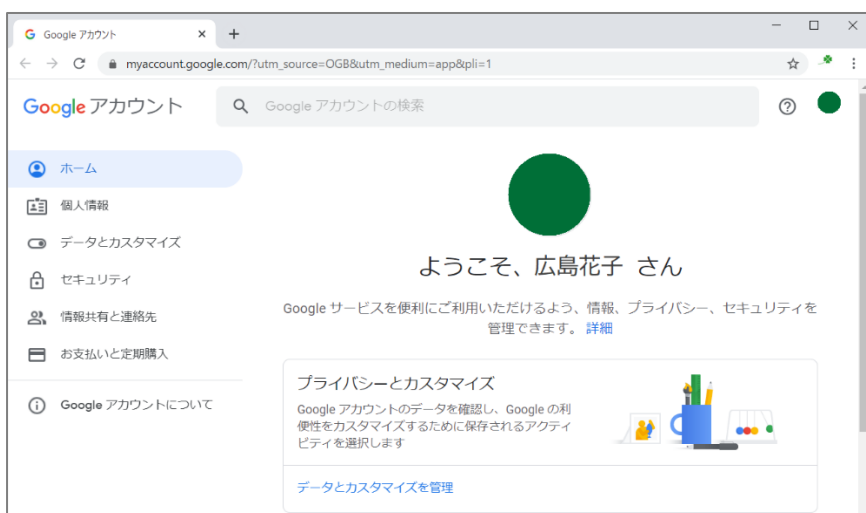 Google アカウント
myaccount.google.com/?utm_source=OGB&utm_medium=app&pli=1
Google アカウント
Google アカウントの検索
ホーム
個人情報
データとカスタマイズ
セキュリティ
情報共有と連絡先
お支払いと定期購入
Google アカウントについて
ようこそ、広島花子 さん
Google サービスを便利にご利用いただけるよう、情報、プライバシー、セキュリティを
管理できます。 詳細
プライバシーとカスタマイズ
Google アカウントのデータを確認し、Google の利
便性をカスタマイズするために保存されるアクティ
ビティを選択します
データとカスタマイズを管理